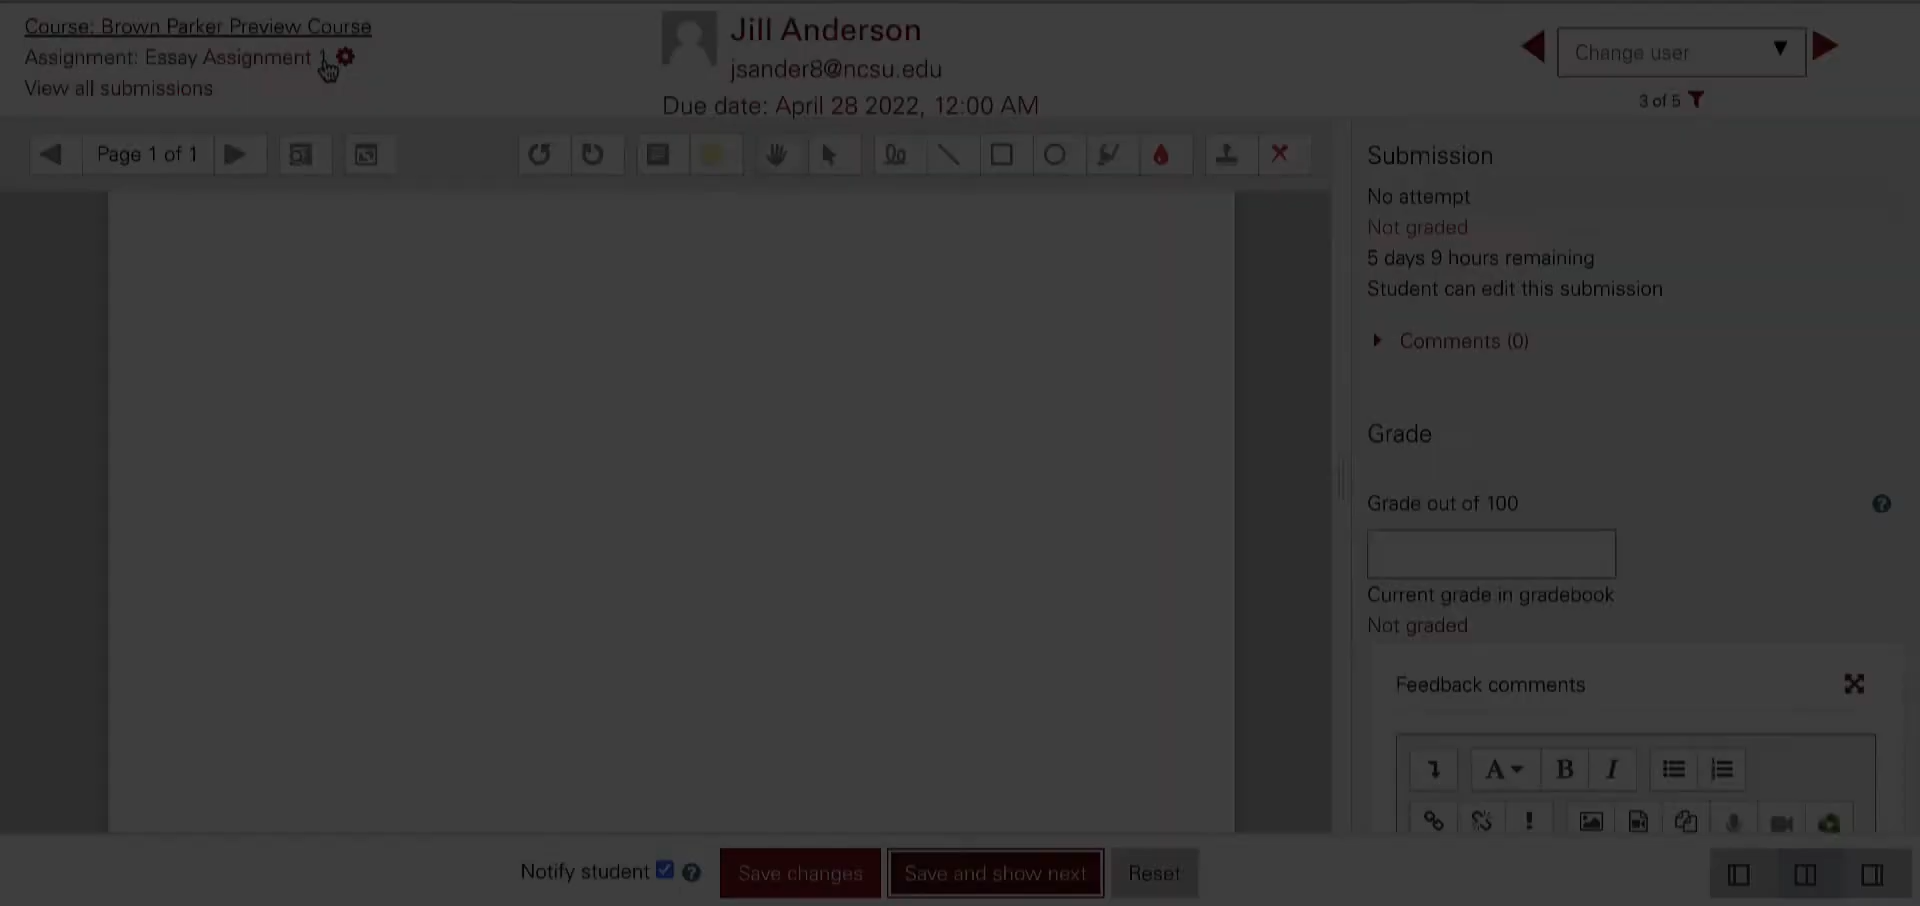 Course: Brown Parker Preview Course
Assignment: Essay Assignment 1
View all submissions
Jill Anderson
jsander8@ncsu.edu
Due date: April 28 2022, 12:00 AM
Change user
3 of 5
Page 1 of 1
Submission
No attempt
Not graded
5 days 9 hours remaining
Student can edit this submission
Comments (0)
Grade
Grade out of 100
Current grade in gradebook
Not graded
Feedback comments
A B I
Notify student
Save changes
Save and show next
Reset